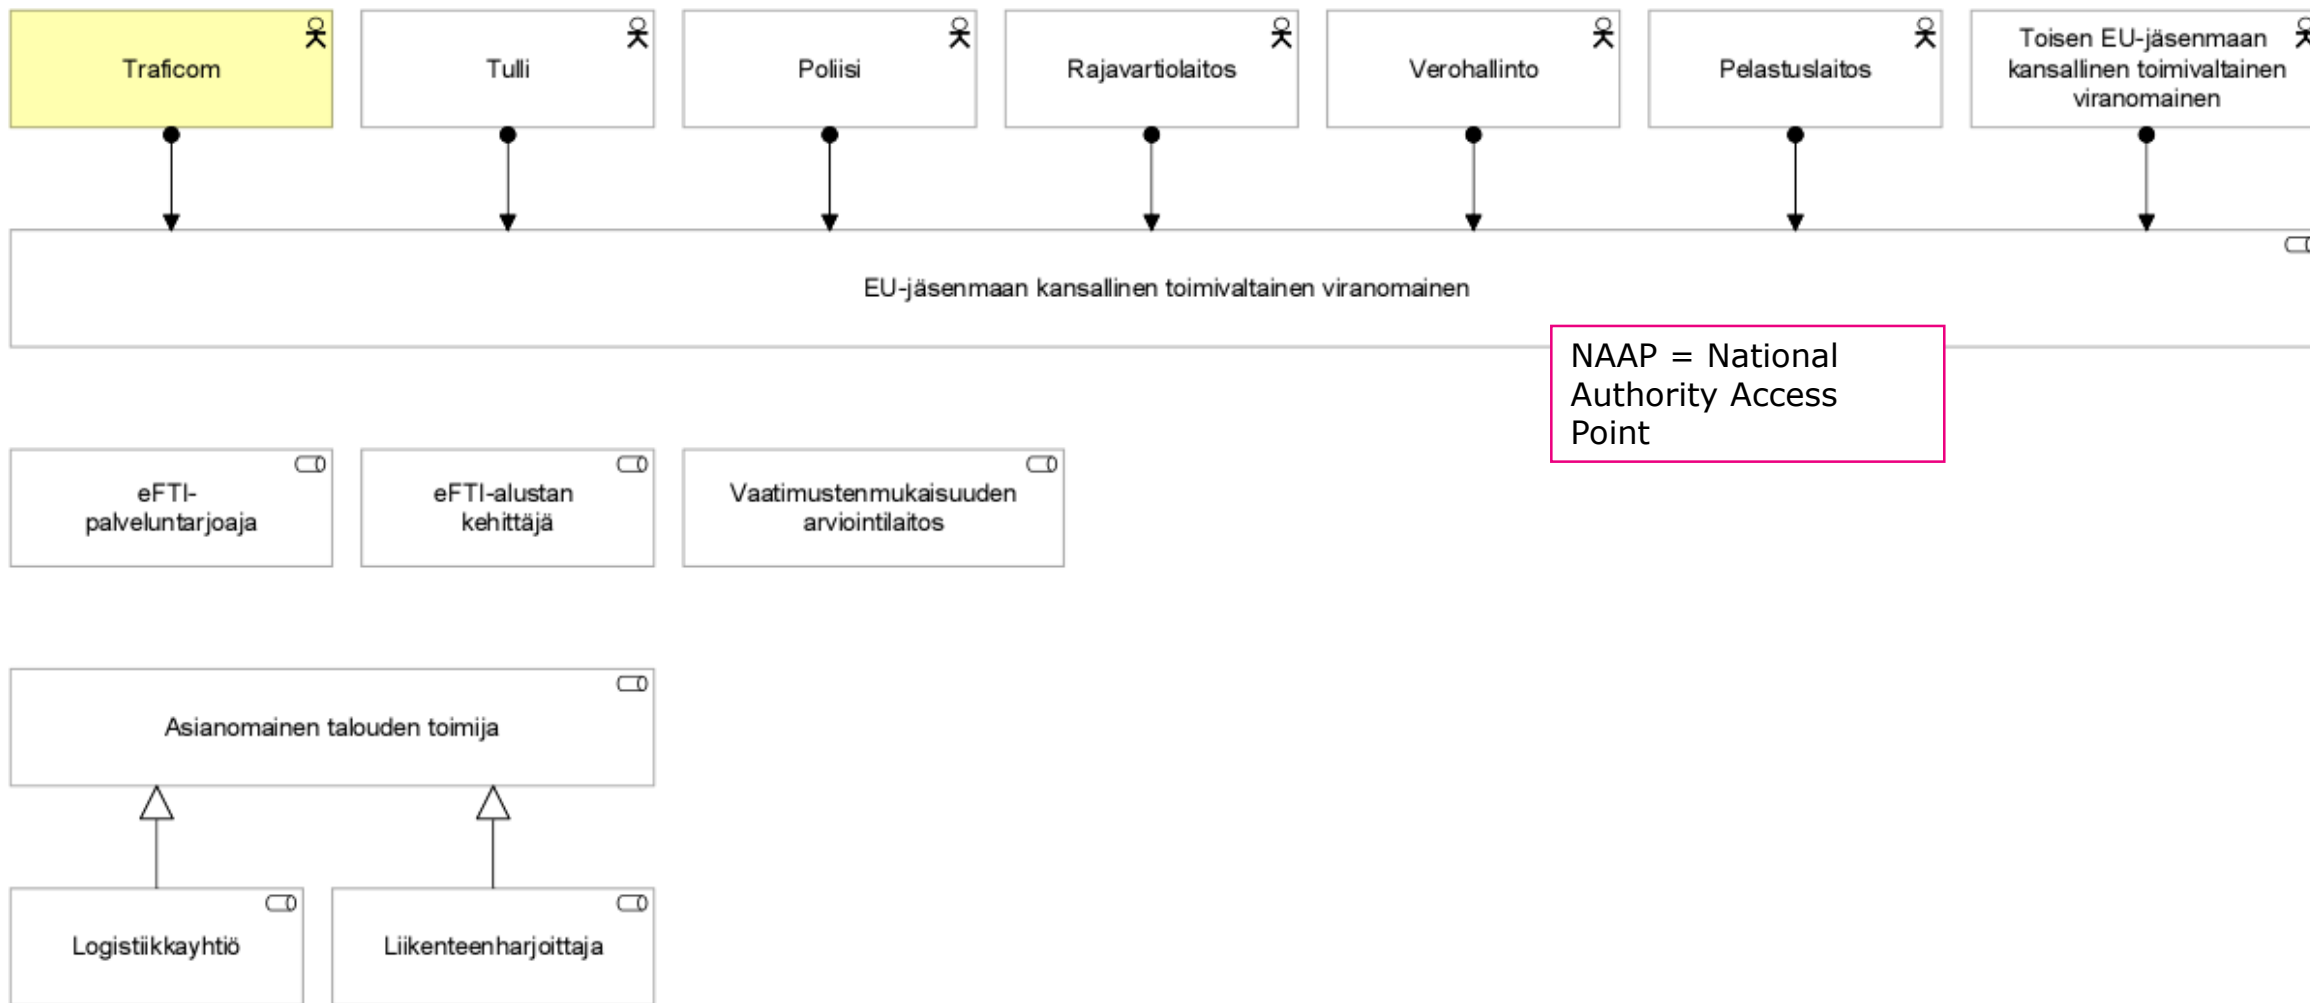 Traficom
Tulli
Poliisi
Rajavartiolaitos
Verohallinto
Pelastuslaitos
Toisen EU-jäsenmaan
kansallinen toimivaltainen
viranomainen
EU-jäsenmaan kansallinen toimivaltainen viranomainen
NAAP = National
Authority Access
Point
eFTI-
palveluntarjoaja
eFTI-alustan
kehittäjä
Vaatimustenmukaisuuden
arviointilaitos
Asianomainen talouden toimija
Logistiikkayhtiö
Liikenteenharjoittaja